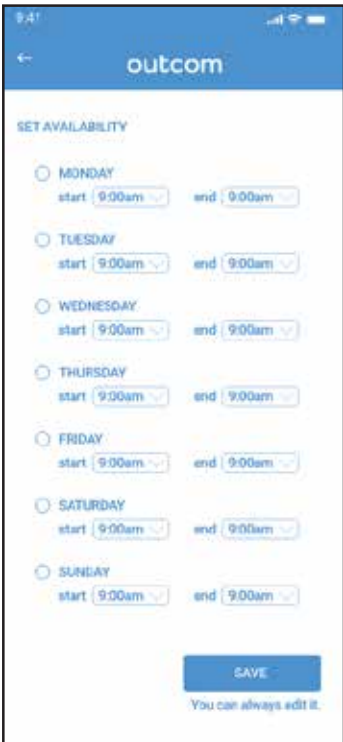 9:41
outcom
SET AVAILABILITY
MONDAY
start 9:00am end 9:00am
TUESDAY
start 9:00am end 9:00am
WEDNESDAY
start 9:00am end 9:00am
THURSDAY
start 9:00am end 9:00am
FRIDAY
start 9:00am end 9:00am
SATURDAY
start 9:00am end 9:00am
SUNDAY
start 9:00am end 9:00am
SAVE
You can always edit it.